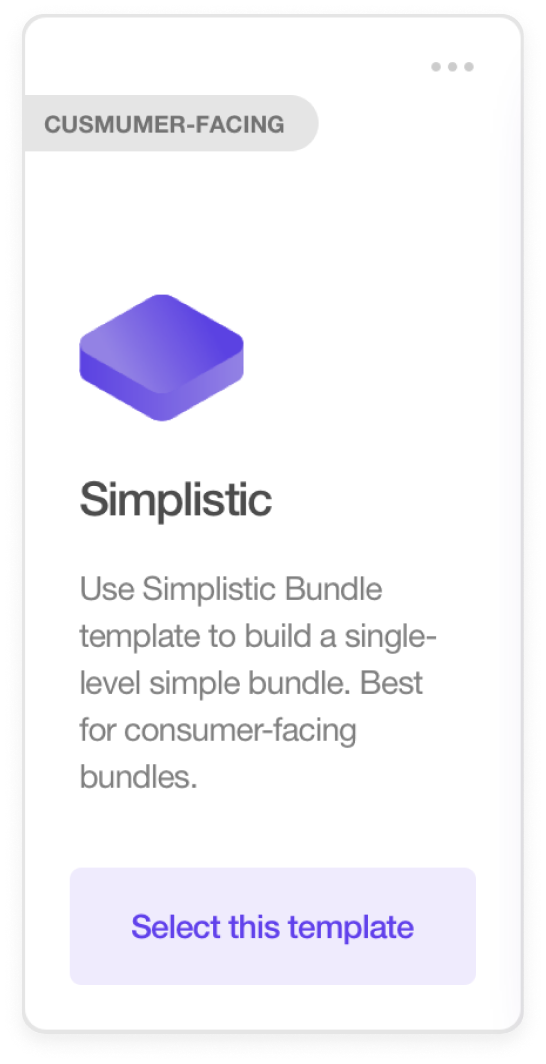 CUSMUMER-FACING
Simplistic
Use Simplistic Bundle
template to build a single-
level simple bundle. Best
for consumer-facing
bundles.
Select this template